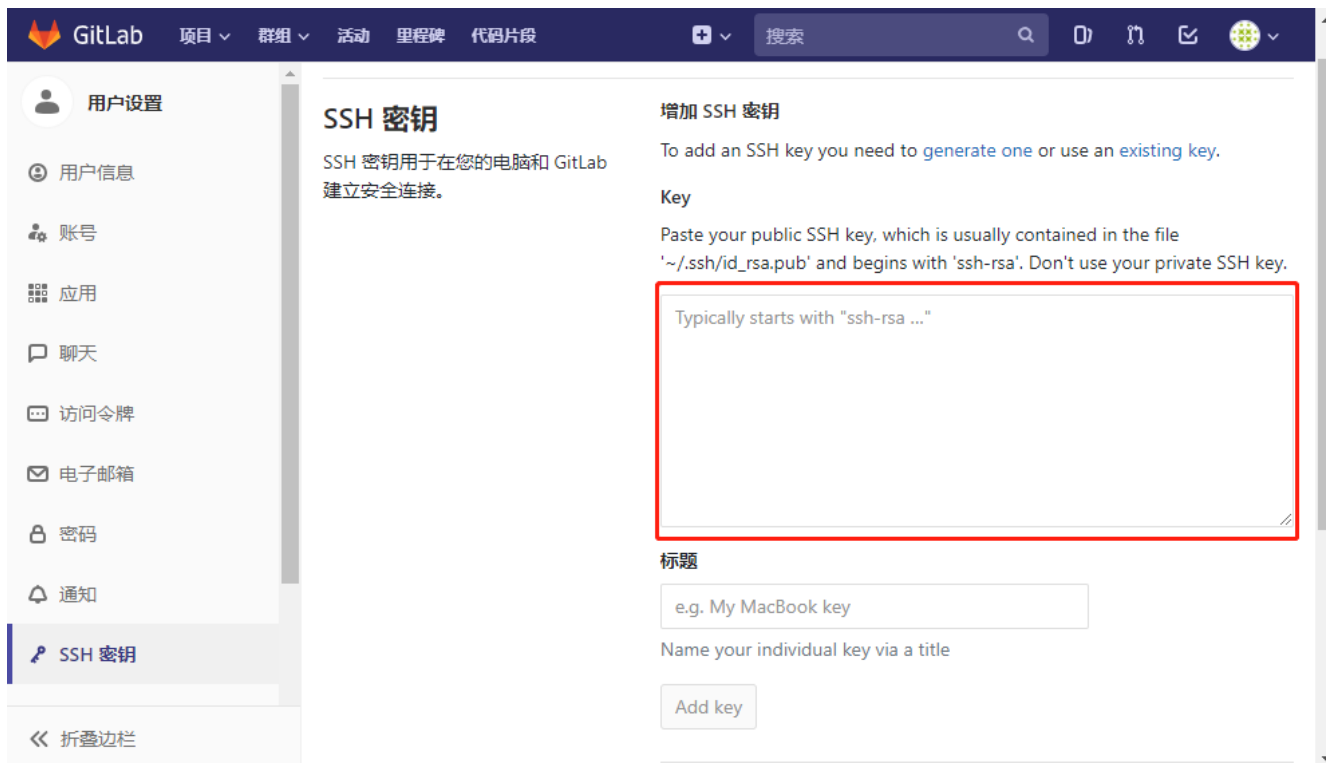 GitLab 项目 群组 活动 里程碑 代码片段 搜索
用户设置
用户信息
账号
应用
聊天
访问令牌
电子邮箱
密码
通知
SSH 密钥
折叠边栏
SSH 密钥
SSH 密钥用于在您的电脑和 GitLab
建立安全连接。
增加 SSH 密钥
To add an SSH key you need to generate one or use an existing key.
Key
Paste your public SSH key, which is usually contained in the file
'~/.ssh/id_rsa.pub' and begins with 'ssh-rsa'. Don't use your private SSH key.
Typically starts with "ssh-rsa ..."
标题
e.g. My MacBook key
Name your individual key via a title
Add key